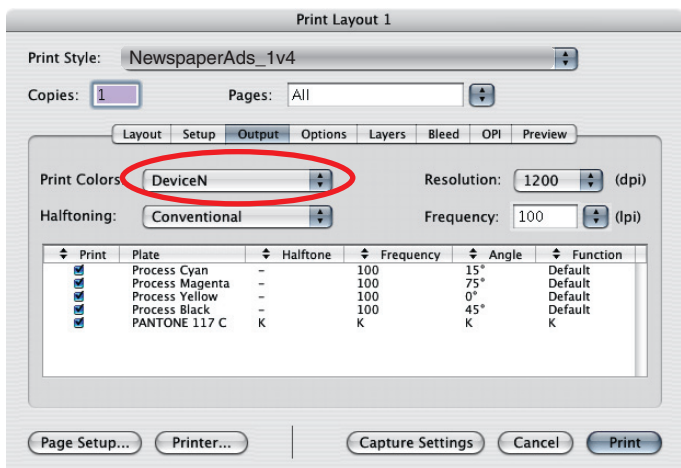 Print Layout 1
Print Style: NewspaperAds_1v4
Copies: 1 Pages: All
Layout Setup Output Options Layers Bleed OPI Preview
Print Colors: DeviceN Resolution: 1200 (dpi)
Halftoning: Conventional Frequency: 100 (lpi)
Print Plate Halftone Frequency Angle Function
Process Cyan – 100 15° Default
Process Magenta – 100 75° Default
Process Yellow – 100 0° Default
Process Black – 100 45° Default
PANTONE 117 C K K K K
Page Setup... Printer... Capture Settings Cancel Print